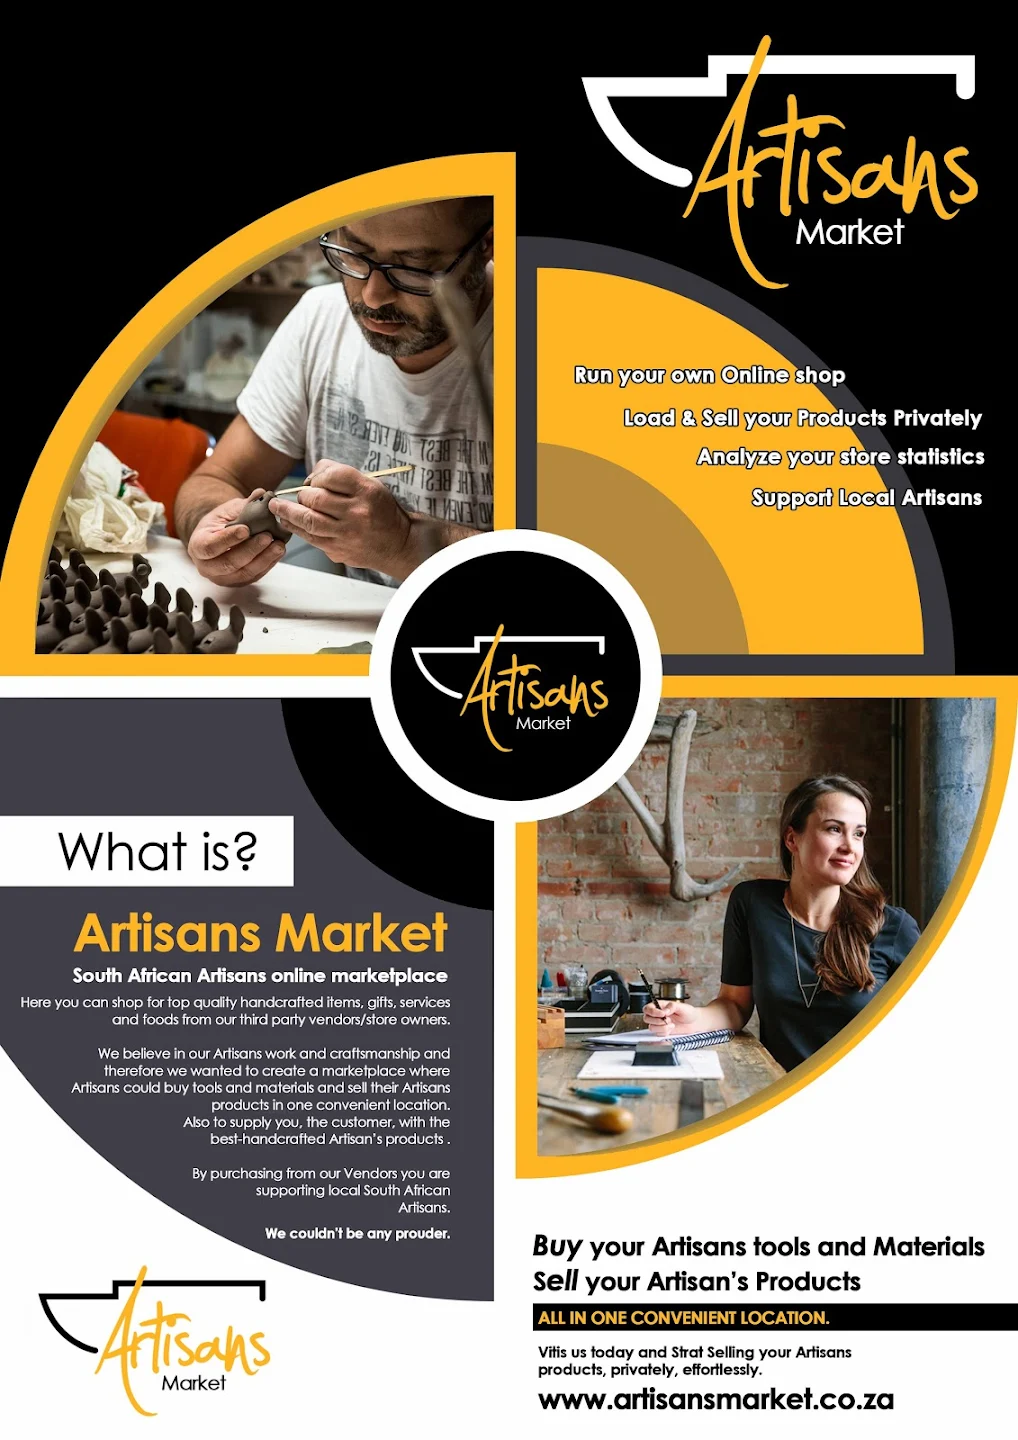 Artisans
Market
Run your own Online shop
Load & Sell your Products Privately
Analyze your store statistics
Support Local Artisans
Artisans
Market
What is?
Artisans Market
South African Artisans online marketplace
Here you can shop for top quality handcrafted items, gifts, services
and foods from our third party vendors/store owners.
We believe in our Artisans work and craftsmanship and
therefore we wanted to create a marketplace where
Artisans could buy tools and materials and sell their Artisans
products in one convenient location.
Also to supply you, the customer, with the
best-handcrafted Artisan's products .
By purchasing from our Vendors you are
supporting local South African
Artisans.
We couldn't be any prouder.
Artisans
Market
Buy your Artisans tools and Materials
Sell your Artisan's Products
ALL IN ONE CONVENIENT LOCATION.
Vitis us today and Strat Selling your Artisans
products, privately, effortlessly.
www.artisansmarket.co.za